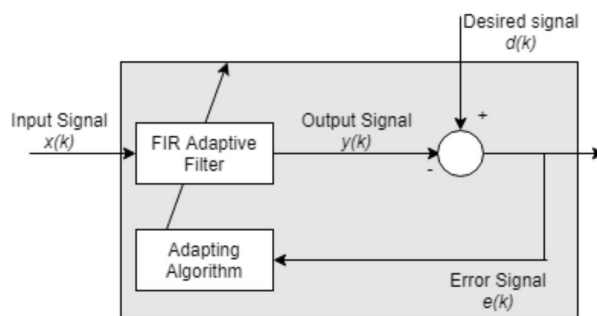 Desired signal
d(k)
Input Signal
x(k)
FIR Adaptive
Filter
Output Signal
y(k)
+
-
Adapting
Algorithm
Error Signal
e(k)